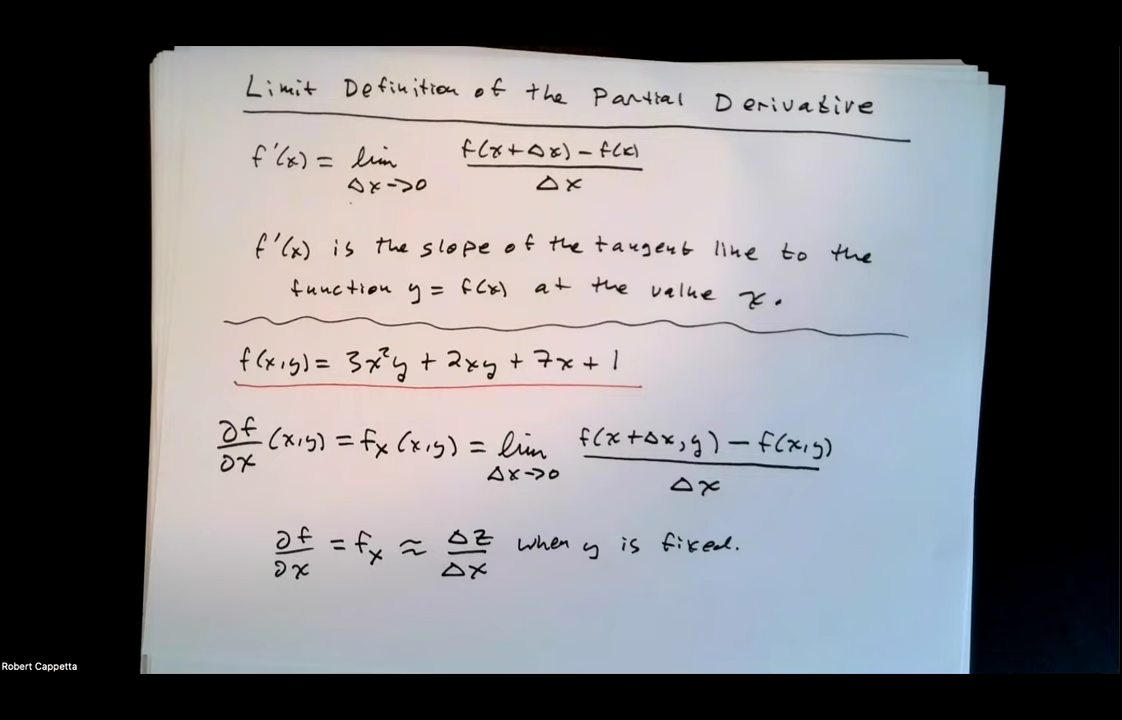 Limit Definition of the Partial Derivative
f'(x) = lim Δx->0 f(x+Δx) - f(x) / Δx
f'(x) is the slope of the tangent line to the
function y = f(x) at the value x.
f(x,y) = 3x²y + 2xy + 7x + 1
∂f/∂x (x,y) = fₓ(x,y) = lim Δx->0 f(x+Δx,y) - f(x,y) / Δx
∂f/∂x = fₓ ≈ Δz/Δx when y is fixed.
Robert Cappetta